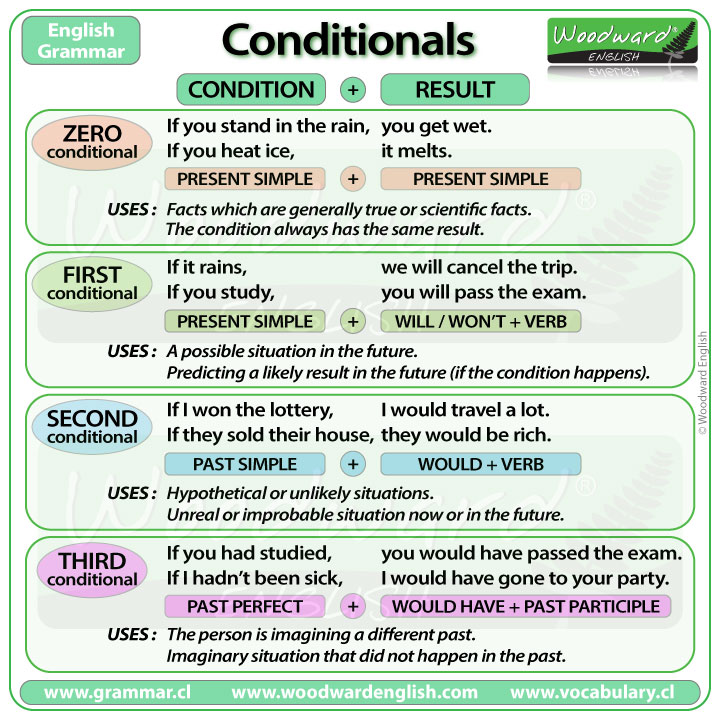 English
Grammar
Conditionals
Woodward®
ENGLISH
CONDITION + RESULT
ZERO
conditional
If you stand in the rain, you get wet.
If you heat ice, it melts.
PRESENT SIMPLE + PRESENT SIMPLE
USES : Facts which are generally true or scientific facts.
The condition always has the same result.
FIRST
conditional
If it rains, we will cancel the trip.
If you study, you will pass the exam.
PRESENT SIMPLE + WILL / WON'T + VERB
USES : A possible situation in the future.
Predicting a likely result in the future (if the condition happens).
SECOND
conditional
If I won the lottery, I would travel a lot.
If they sold their house, they would be rich.
PAST SIMPLE + WOULD + VERB
USES : Hypothetical or unlikely situations.
Unreal or improbable situation now or in the future.
THIRD
conditional
If you had studied, you would have passed the exam.
If I hadn't been sick, I would have gone to your party.
PAST PERFECT + WOULD HAVE + PAST PARTICIPLE
USES : The person is imagining a different past.
Imaginary situation that did not happen in the past.
© Woodward English
www.grammar.cl www.woodwardenglish.com www.vocabulary.cl